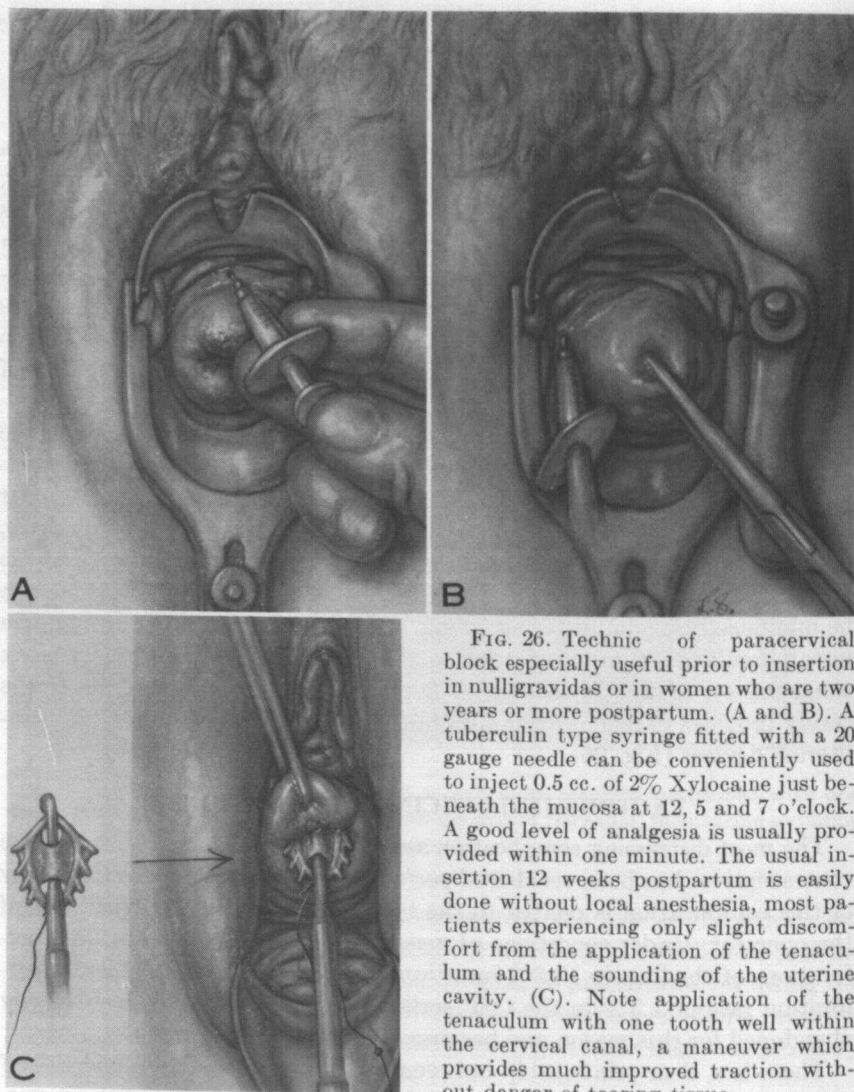 A
B
C
FIG. 26. Technic of paracervical
block especially useful prior to insertion
in nulligravidas or in women who are two
years or more postpartum. (A and B). A
tuberculin type syringe fitted with a 20
gauge needle can be conveniently used
to inject 0.5 cc. of 2% Xylocaine just be-
neath the mucosa at 12, 5 and 7 o'clock.
A good level of analgesia is usually pro-
vided within one minute. The usual in-
sertion 12 weeks postpartum is easily
done without local anesthesia, most pa-
tients experiencing only slight discom-
fort from the application of the tenacu-
lum and the sounding of the uterine
cavity. (C). Note application of the
tenaculum with one tooth well within
the cervical canal, a maneuver which
provides much improved traction with-
out danger of tearing tissue.